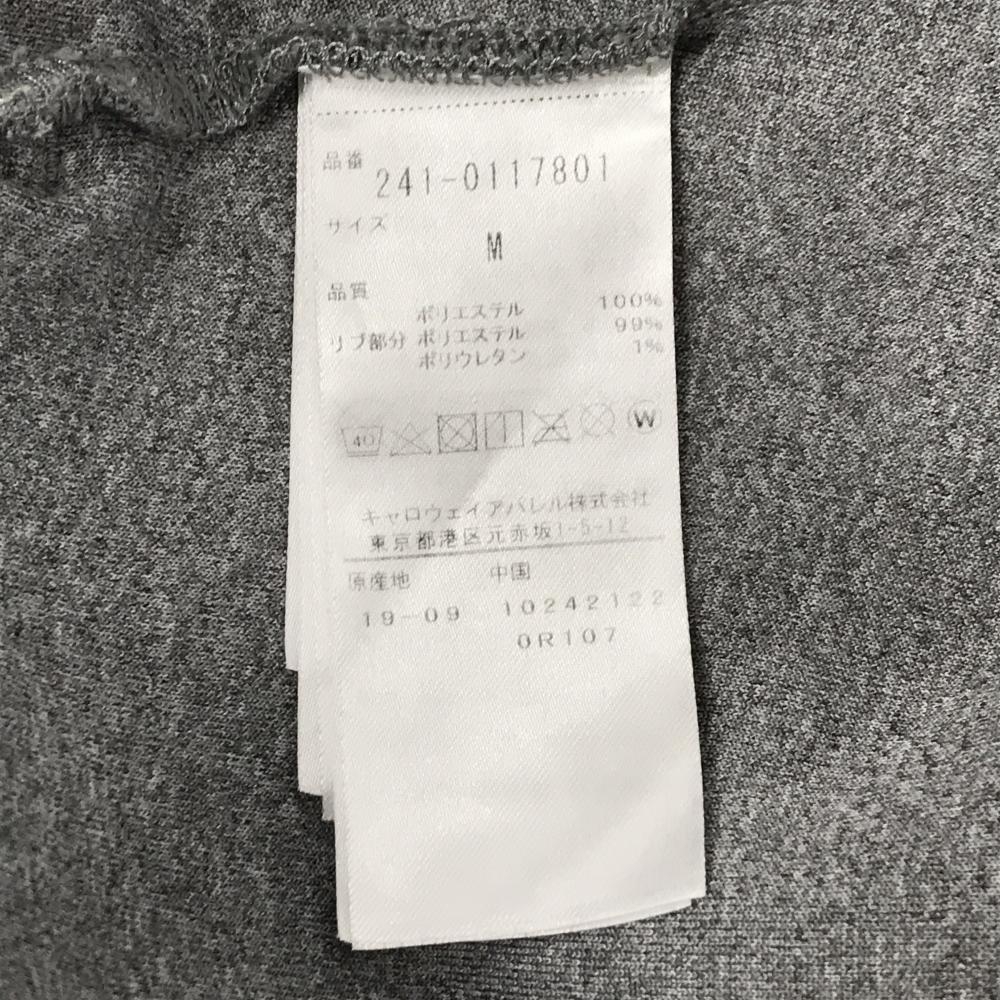 品番
241-0117801
サイズ
M
品質
ポリエステル 100%
リブ部分 ポリエステル 99%
ポリウレタン 1%
40 W
キャロウェイアパレル株式会社
東京都港区元赤坂1-5-12
原産地 中国
19-09 10242122
0R107